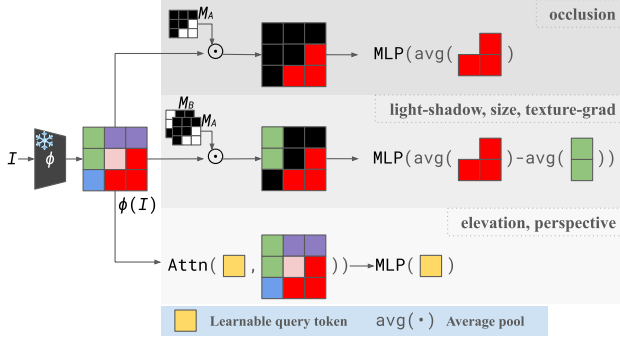 occlusion
M_A
MLP(avg( ))
light-shadow, size, texture-grad
M_B
M_A
MLP(avg( )-avg( ))
I
ϕ
ϕ(I)
elevation, perspective
Attn( , ))
MLP( )
Learnable query token
avg(·) Average pool